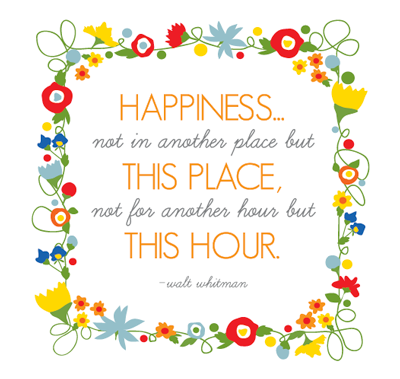 HAPPINESS...
not in another place but
THIS PLACE,
not for another hour but
THIS HOUR.
–walt whitman